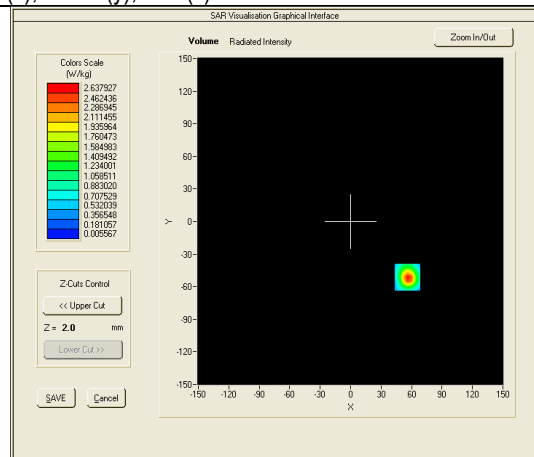 SAR Visualisation Graphical Interface
Volume Radiated Intensity
Zoom In/Out
Colors Scale
(W/kg)
2.637927
2.462436
2.286945
2.111455
1.935964
1.760473
1.584983
1.409492
1.234001
1.058511
0.883020
0.707529
0.532039
0.356548
0.181057
0.005567
150
120
90
60
30
0
-30
-60
-90
-120
-150
Y
-150 -120 -90 -60 -30 0 30 60 90 120 150
X
Z-Cuts Control
<< Upper Cut
Z = 2.0 mm
Lower Cut >>
SAVE Cancel